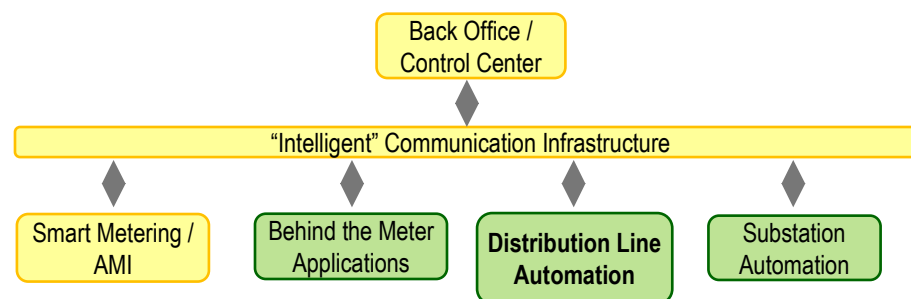 Back Office /
Control Center
“Intelligent” Communication Infrastructure
Smart Metering /
AMI
Behind the Meter
Applications
Distribution Line
Automation
Substation
Automation